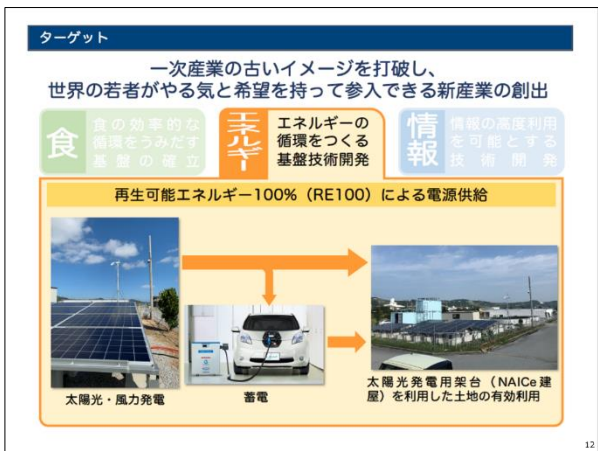 ターゲット
一次産業の古いイメージを打破し、
世界の若者がやる気と希望を持って参入できる新産業の創出
食
食の効率的な
循環をうみだす
基盤の確立
エネルギー
エネルギーの
循環をつくる
基盤技術開発
情報
情報の高度利用
を可能とする
技術開発
再生可能エネルギー100%（RE100）による電源供給
太陽光・風力発電
蓄電
太陽光発電用架台（NAICe建
屋）を利用した土地の有効利用
12